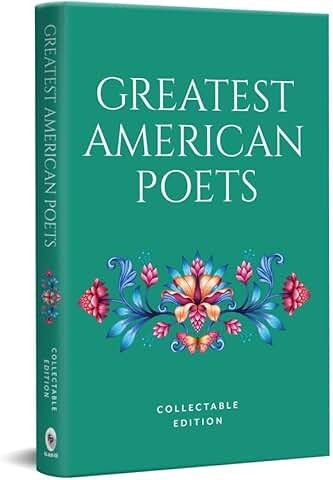 GREATEST AMERICAN POETS
COLLECTABLE
EDITION
GREATEST
AMERICAN
POETS
COLLECTABLE
EDITION